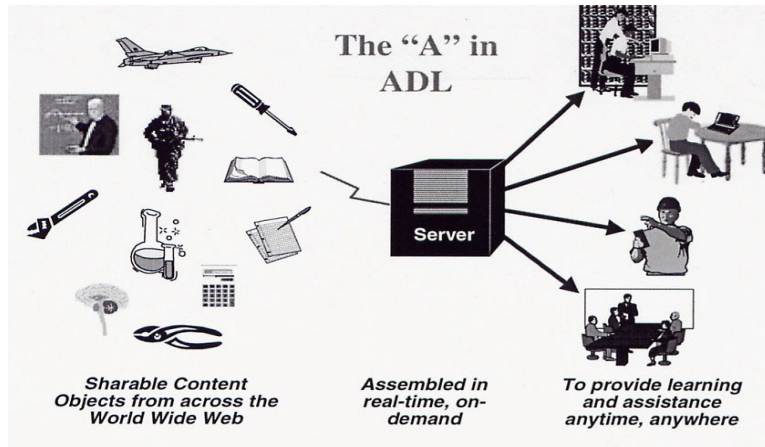 The “A” in
ADL
Server
Sharable Content
Objects from across the
World Wide Web
Assembled in
real-time, on-
demand
To provide learning
and assistance
anytime, anywhere